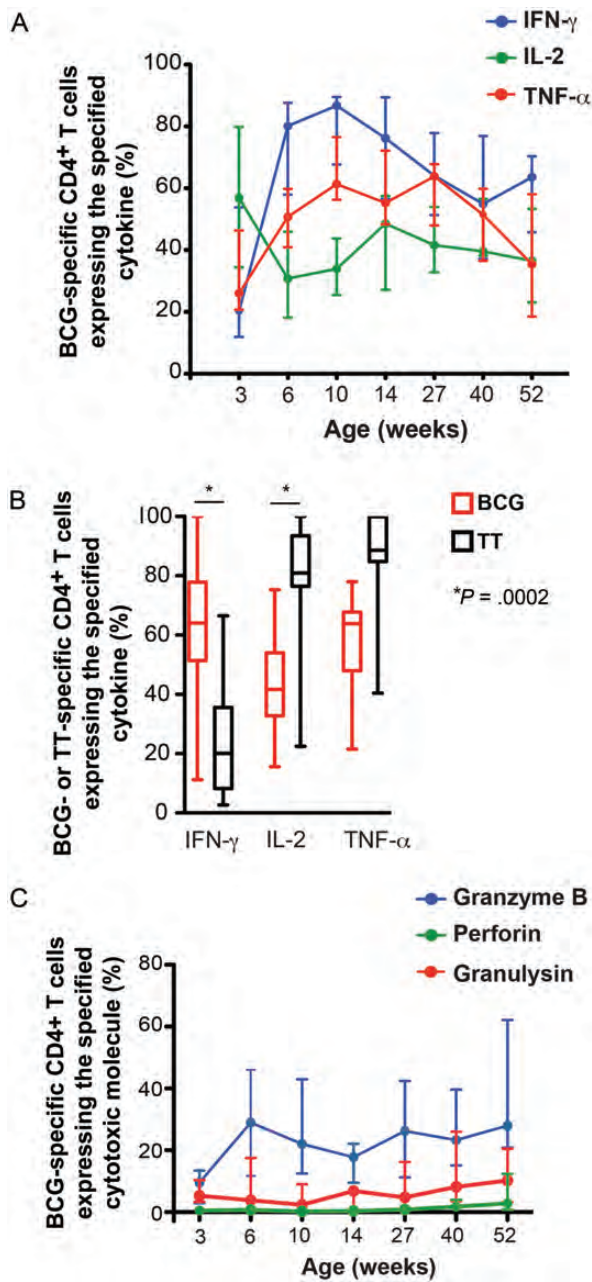 A
IFN-γ
IL-2
TNF-α
BCG-specific CD4⁺ T cells
expressing the specified
cytokine (%)
100
80
60
40
20
0
3 6 10 14 27 40 52
Age (weeks)
B
BCG
TT
*P = .0002
* *
BCG- or TT-specific CD4⁺ T cells
expressing the specified
cytokine (%)
100
80
60
40
20
0
IFN-γ IL-2 TNF-α
C
Granzyme B
Perforin
Granulysin
BCG-specific CD4+ T cells
expressing the specified
cytotoxic molecule (%)
80
60
40
20
0
3 6 10 14 27 40 52
Age (weeks)